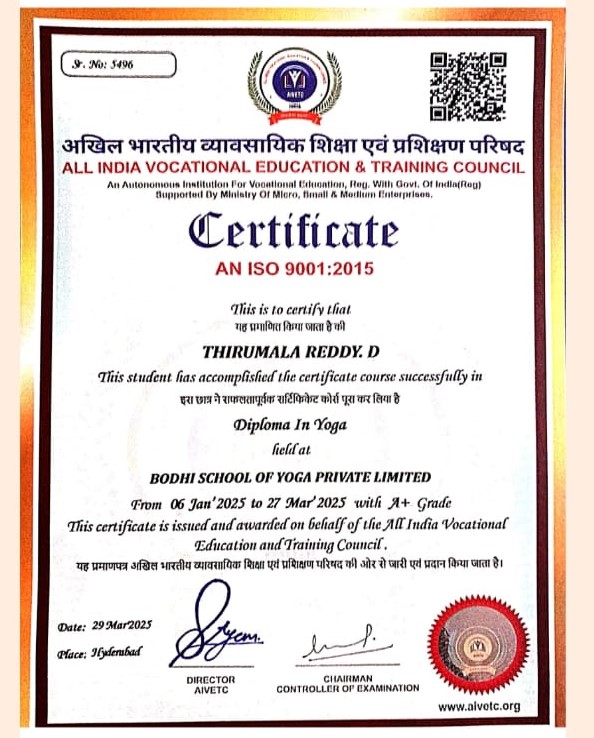 Sr. No: 5496
AIVETC
INDIA
अखिल भारतीय व्यावसायिक शिक्षा एवं प्रशिक्षण परिषद
ALL INDIA VOCATIONAL EDUCATION & TRAINING COUNCIL
An Autonomous Institution For Vocational Education, Reg. With Govt. Of India(Reg)
Supported By Ministry Of Micro, Small & Medium Enterprises.
Certificate
AN ISO 9001:2015
This is to certify that
यह प्रमाणित किया जाता है की
THIRUMALA REDDY. D
This student has accomplished the certificate course successfully in
इस छात्र ने सफलतापूर्वक सर्टिफिकेट कोर्स पूरा कर लिया है
Diploma In Yoga
held at
BODHI SCHOOL OF YOGA PRIVATE LIMITED
From 06 Jan'2025 to 27 Mar'2025 with A+ Grade
This certificate is issued and awarded on behalf of the All India Vocational
Education and Training Council .
यह प्रमाणपत्र अखिल भारतीय व्यावसायिक शिक्षा एवं प्रशिक्षण परिषद की ओर से जारी एवं प्रदान किया जाता है।
Date: 29 Mar2025
Place: Hyderabad
DIRECTOR
AIVETC
CHAIRMAN
CONTROLLER OF EXAMINATION
www.aivetc.org